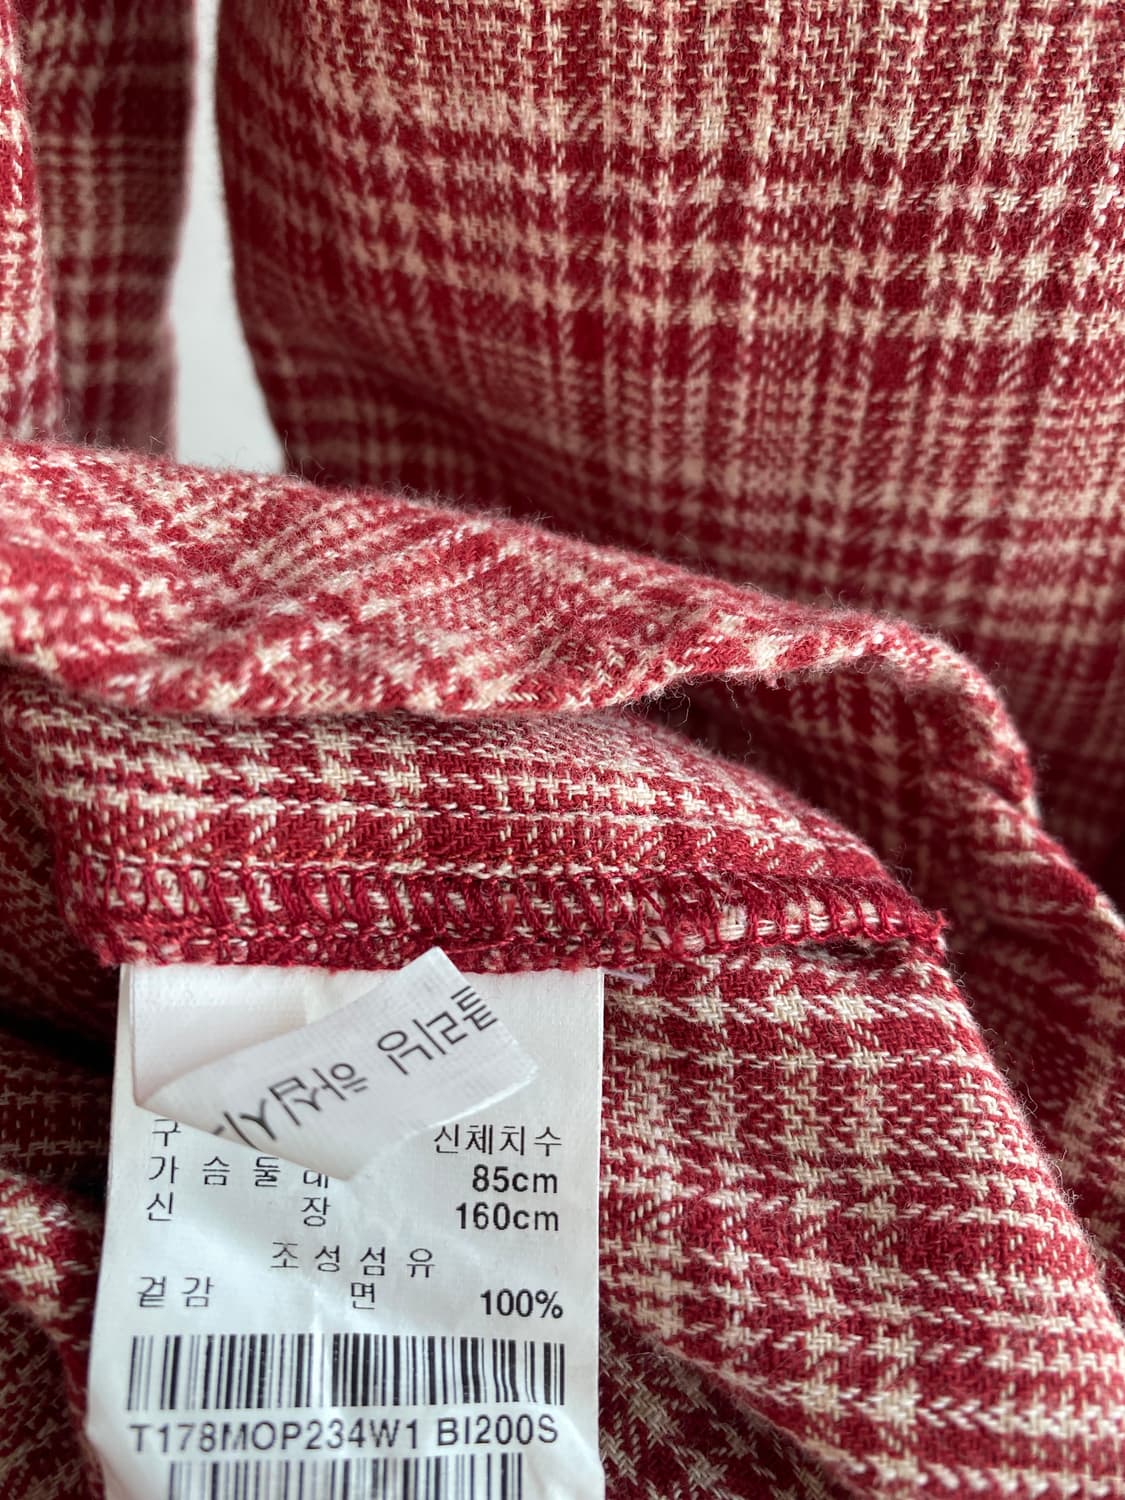 구 신체치수
가슴둘레 85cm
신 장 160cm
조성섬유
겉감 면 100%
T178MOP234W1 BI200S